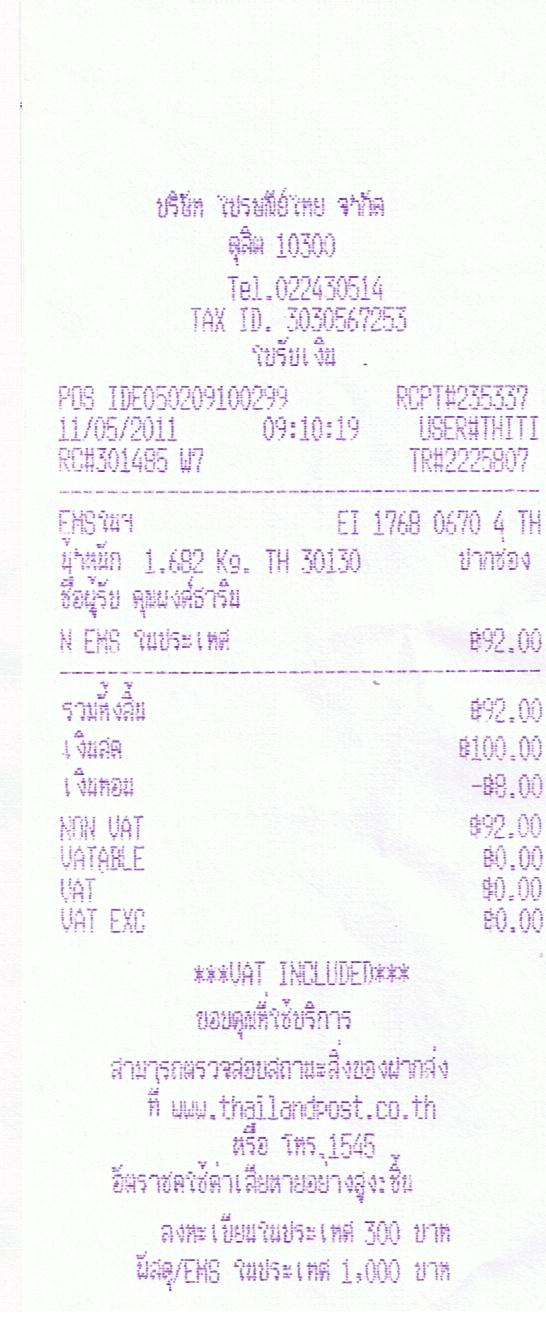 บริษัท ไปรษณีย์ไทย จำกัด
ดุสิต 10300
Tel.022430514
TAX ID. 3030567253
ใบรับเงิน
POS IDE050209100299 RCPT#235337
11/05/2011 09:10:19 USER#THITI
RC#301485 W7 TR#2225807
EMSในฯ EI 1768 0670 4 TH
น้ำหนัก 1.682 Kg. TH 30130 ปากช่อง
ชื่อผู้รับ คุณพงศ์ธาริน
N EMS ในประเทศ ฿92.00
รวมทั้งสิ้น ฿92.00
เงินสด ฿100.00
เงินทอน -฿8.00
NON VAT ฿92.00
VATABLE ฿0.00
VAT ฿0.00
VAT EXC ฿0.00
***VAT INCLUDED***
ขอบคุณที่ใช้บริการ
สามารถตรวจสอบสถานะสิ่งของฝากส่ง
ที่ www.thailandpost.co.th
หรือ โทร.1545
อัตราชดใช้ค่าเสียหายอย่างสูง:ชิ้น
ลงทะเบียนในประเทศ 300 บาท
พัสดุ/EMS ในประเทศ 1,000 บาท